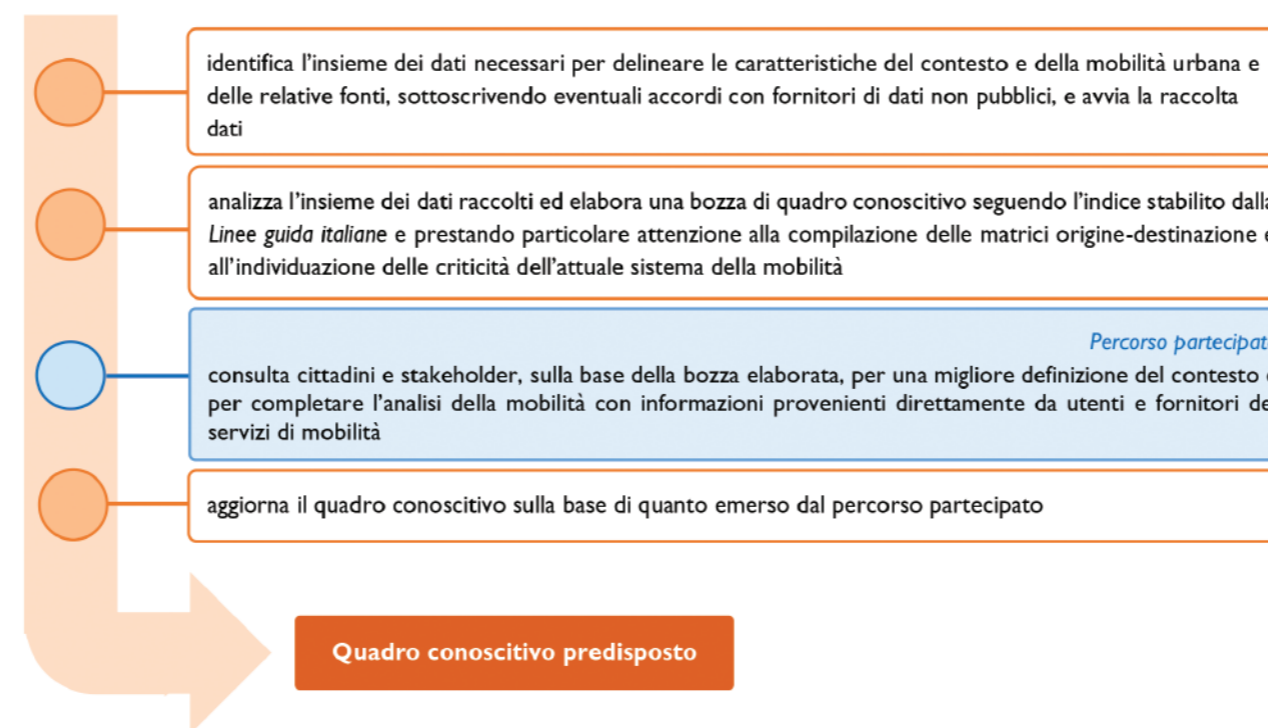 identifica l'insieme dei dati necessari per delineare le caratteristiche del contesto e della mobilità urbana e
delle relative fonti, sottoscrivendo eventuali accordi con fornitori di dati non pubblici, e avvia la raccolta
dati
analizza l'insieme dei dati raccolti ed elabora una bozza di quadro conoscitivo seguendo l'indice stabilito dalla
Linee guida italiane e prestando particolare attenzione alla compilazione delle matrici origine-destinazione e
all'individuazione delle criticità dell'attuale sistema della mobilità
Percorso partecipat
consulta cittadini e stakeholder, sulla base della bozza elaborata, per una migliore definizione del contesto e
per completare l'analisi della mobilità con informazioni provenienti direttamente da utenti e fornitori de
servizi di mobilità
aggiorna il quadro conoscitivo sulla base di quanto emerso dal percorso partecipato
Quadro conoscitivo predisposto